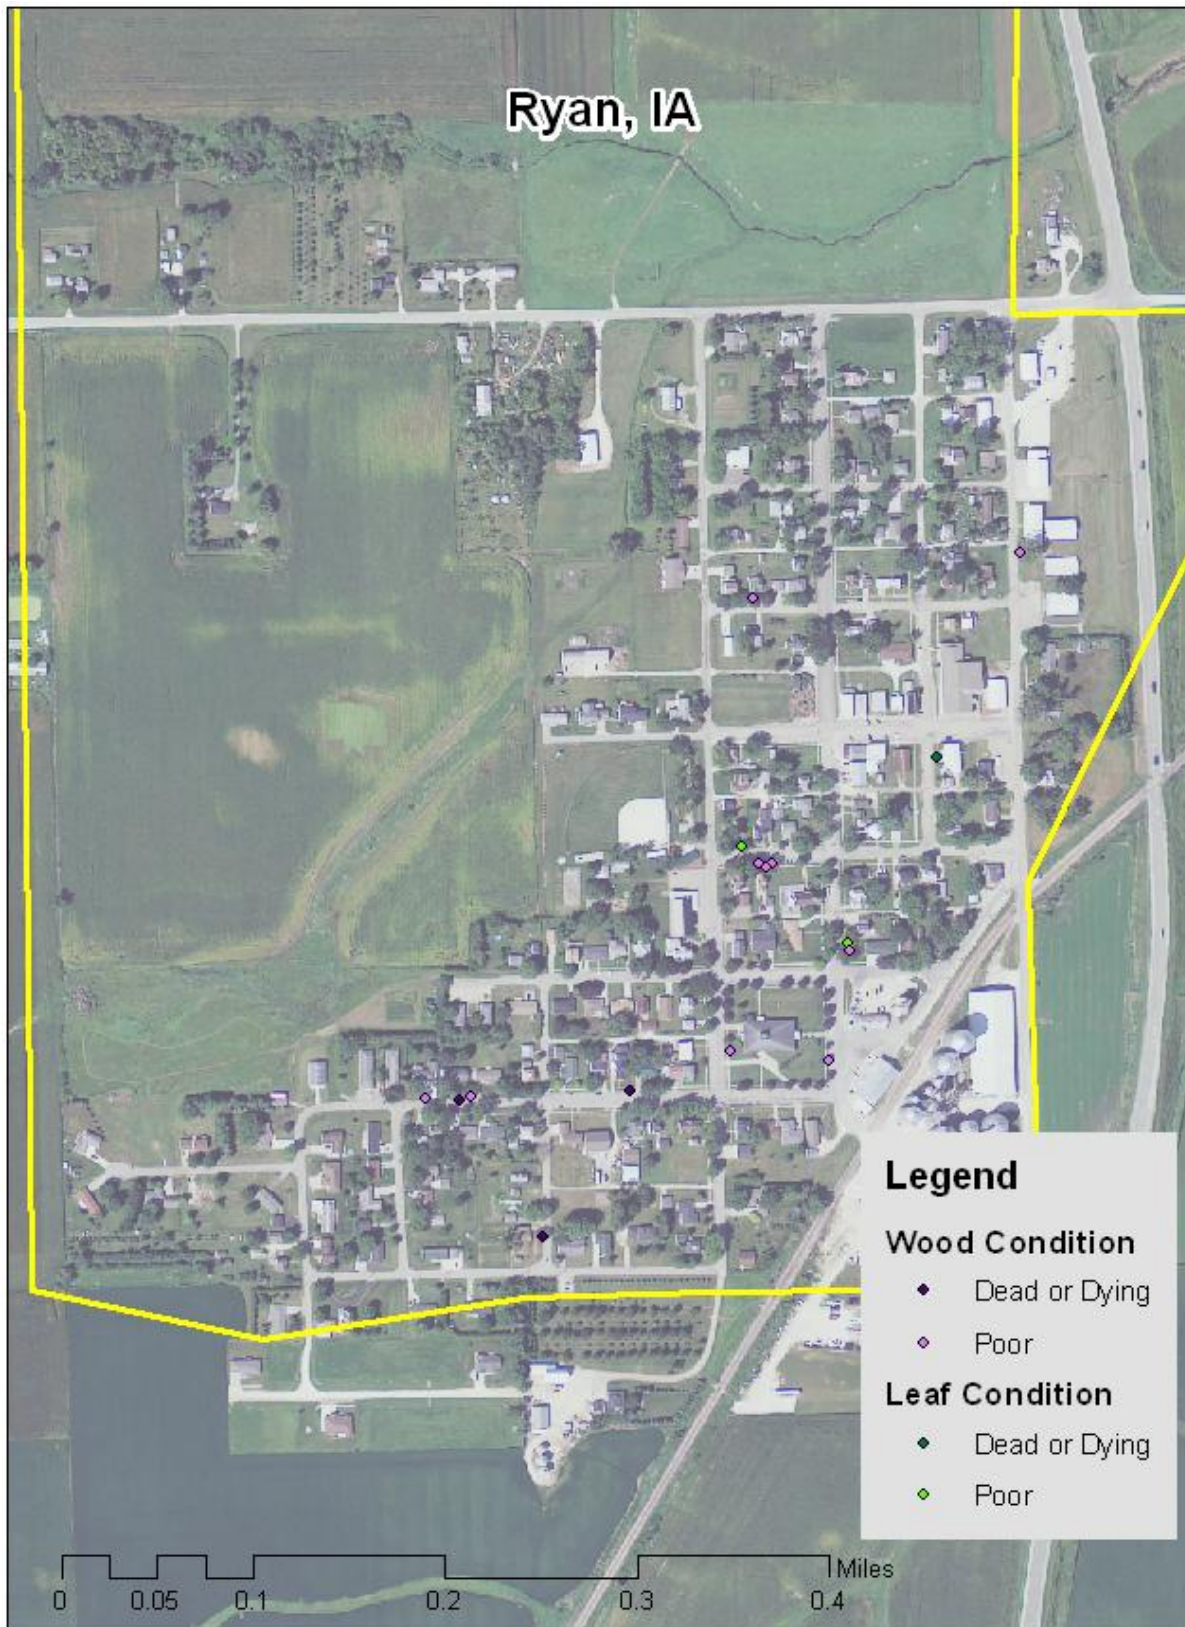 Ryan, IA
Legend
Wood Condition
Dead or Dying
Poor
Leaf Condition
Dead or Dying
Poor
Miles
0 0.05 0.1 0.2 0.3 0.4